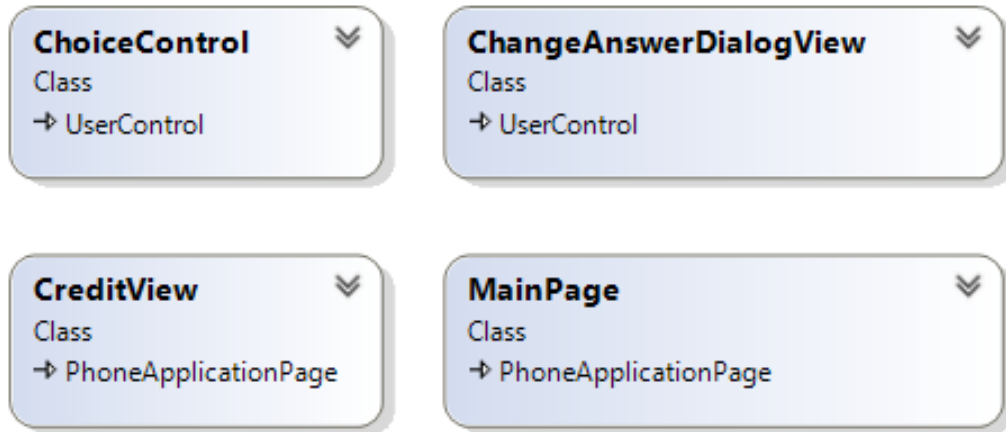 ChoiceControl
Class
UserControl
ChangeAnswerDialogView
Class
UserControl
CreditView
Class
PhoneApplicationPage
MainPage
Class
PhoneApplicationPage